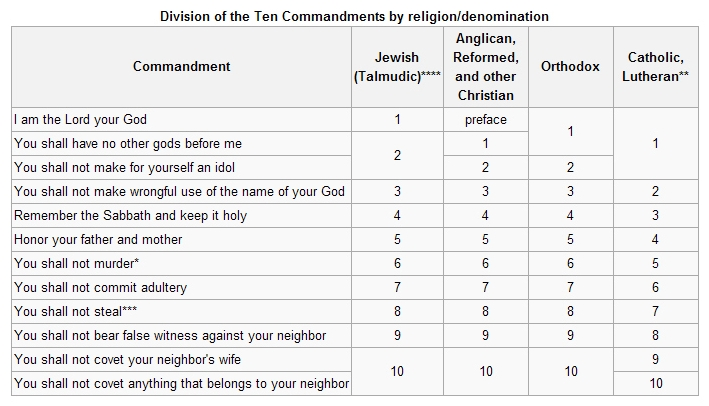 Division of the Ten Commandments by religion/denomination
Commandment
Jewish
(Talmudic)****
Anglican,
Reformed,
and other
Christian
Orthodox
Catholic,
Lutheran**
I am the Lord your God 1 preface 1 1
You shall have no other gods before me 2 1
You shall not make for yourself an idol 2 2
You shall not make wrongful use of the name of your God 3 3 3 2
Remember the Sabbath and keep it holy 4 4 4 3
Honor your father and mother 5 5 5 4
You shall not murder* 6 6 6 5
You shall not commit adultery 7 7 7 6
You shall not steal*** 8 8 8 7
You shall not bear false witness against your neighbor 9 9 9 8
You shall not covet your neighbor's wife 10 10 10 9
You shall not covet anything that belongs to your neighbor 10